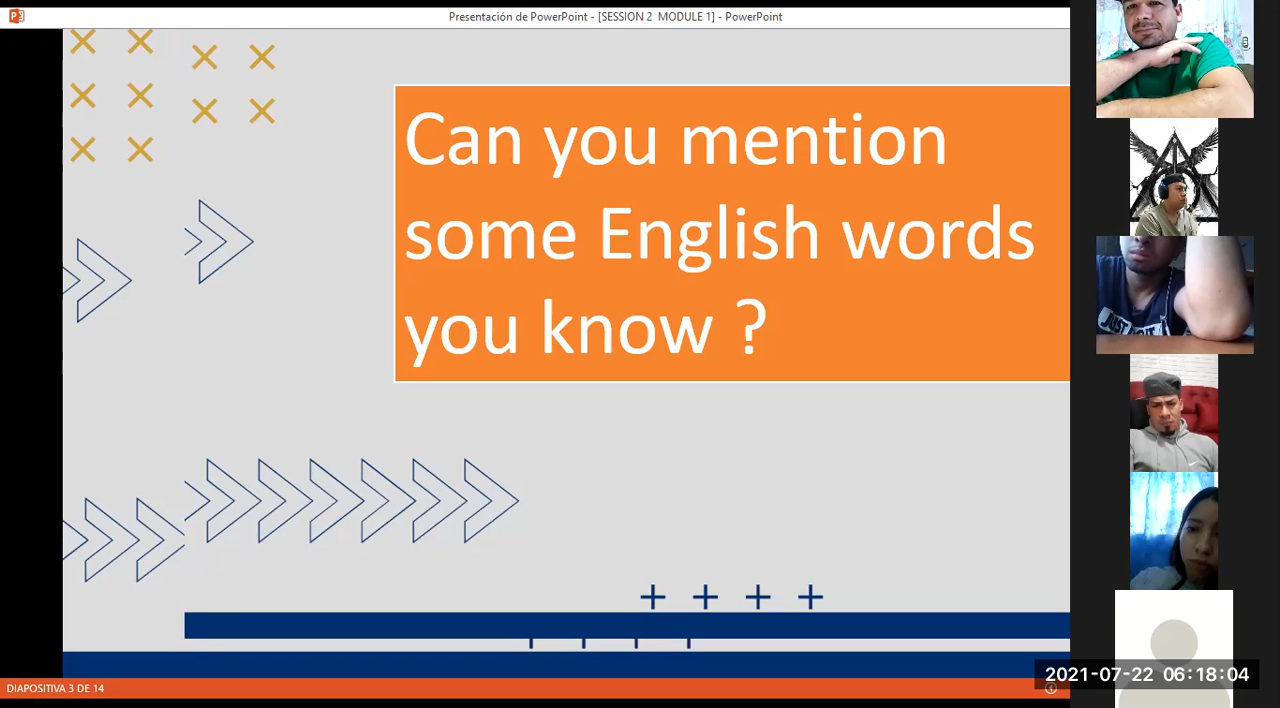 Presentación de PowerPoint - [SESSION 2  MODULE 1] - PowerPoint
Can you mention
some English words
you know ?
2021-07-22 06:18:04
DIAPOSITIVA 3 DE 14